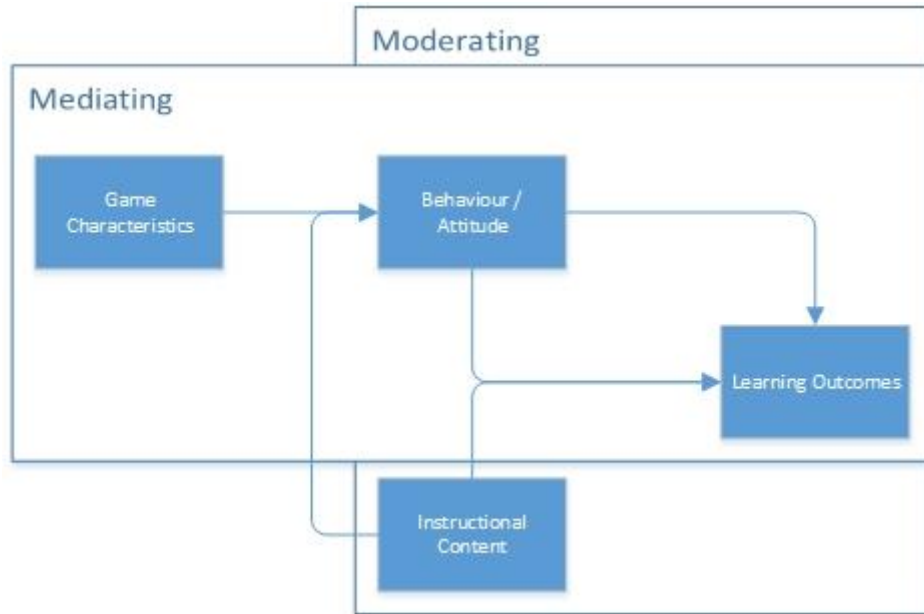 Moderating
Mediating
Game
Characteristics
Behaviour /
Attitude
Learning Outcomes
Instructional
Content